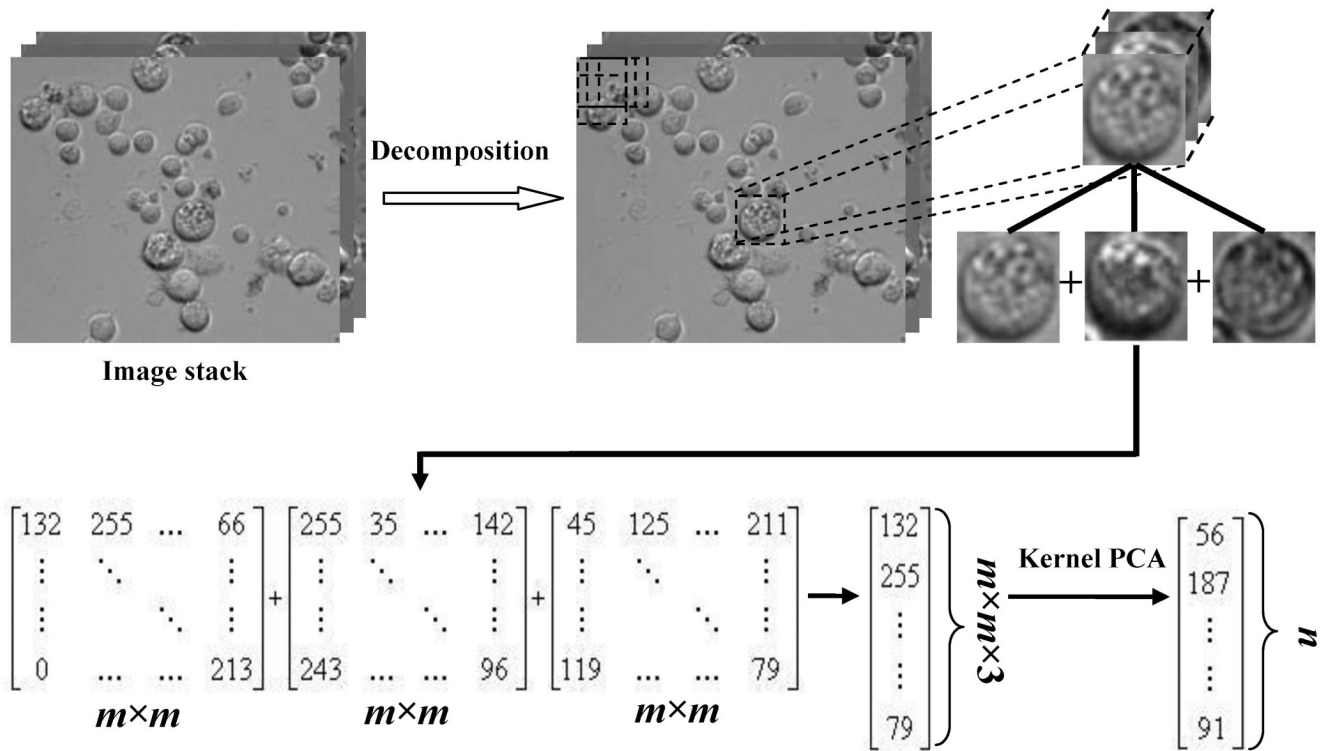 Decomposition
Image stack
+ +
132 255 ... 66
⋮ ⋱ ⋮
⋮ ⋱ ⋮
0 ... ... 213
m×m
+
255 35 ... 142
⋮ ⋱ ⋮
⋮ ⋱ ⋮
243 ... ... 96
m×m
+
45 125 ... 211
⋮ ⋱ ⋮
⋮ ⋱ ⋮
119 ... ... 79
m×m
132
255
⋮
⋮
79
m×m×3
Kernel PCA
56
187
⋮
⋮
91
n